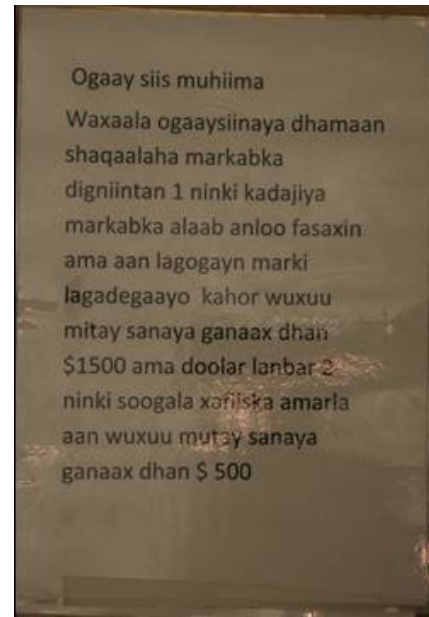 Ogaay siis muhiima
Waxaala ogaaysiinaya dhamaan
shaqaalaha markabka
digniintan 1 ninki kadajiya
markabka alaab anloo fasaxin
ama aan lagogayn marki
lagadegaayo kahor wuxuu
mitay sanaya ganaax dhan
$1500 ama doolar lanbar 2
ninki soogala xafiiska amarla
aan wuxuu mutay sanaya
ganaax dhan $ 500